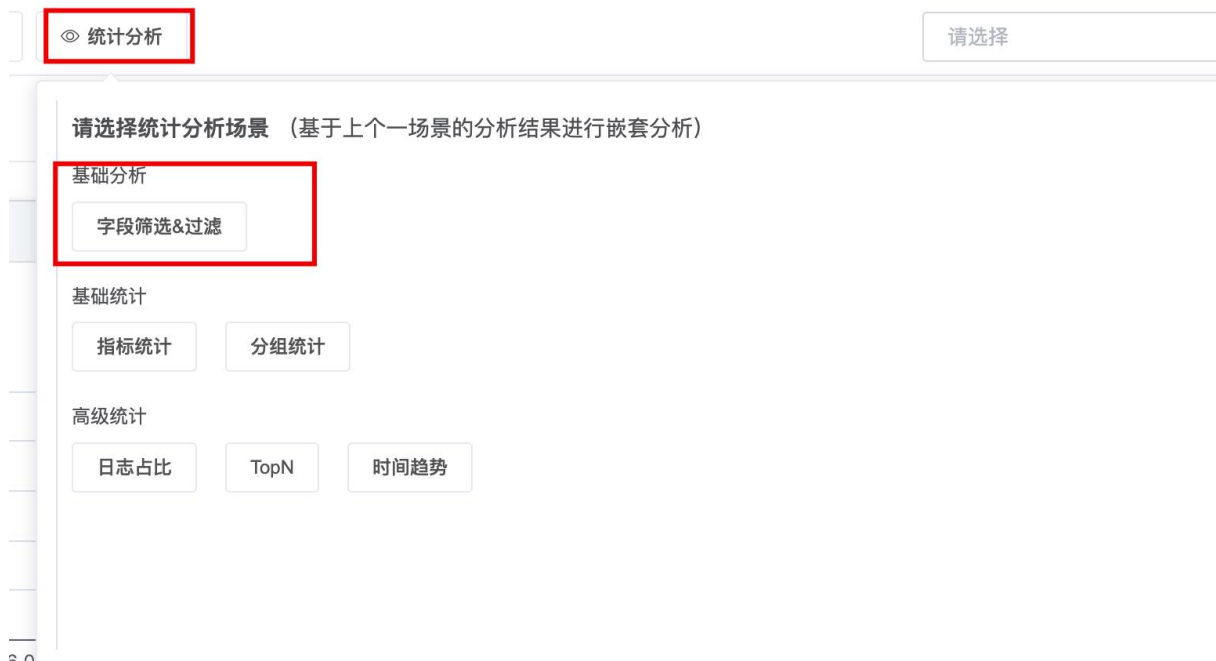 统计分析
请选择
请选择统计分析场景 （基于上个一场景的分析结果进行嵌套分析）
基础分析
字段筛选&过滤
基础统计
指标统计 分组统计
高级统计
日志占比 TopN 时间趋势